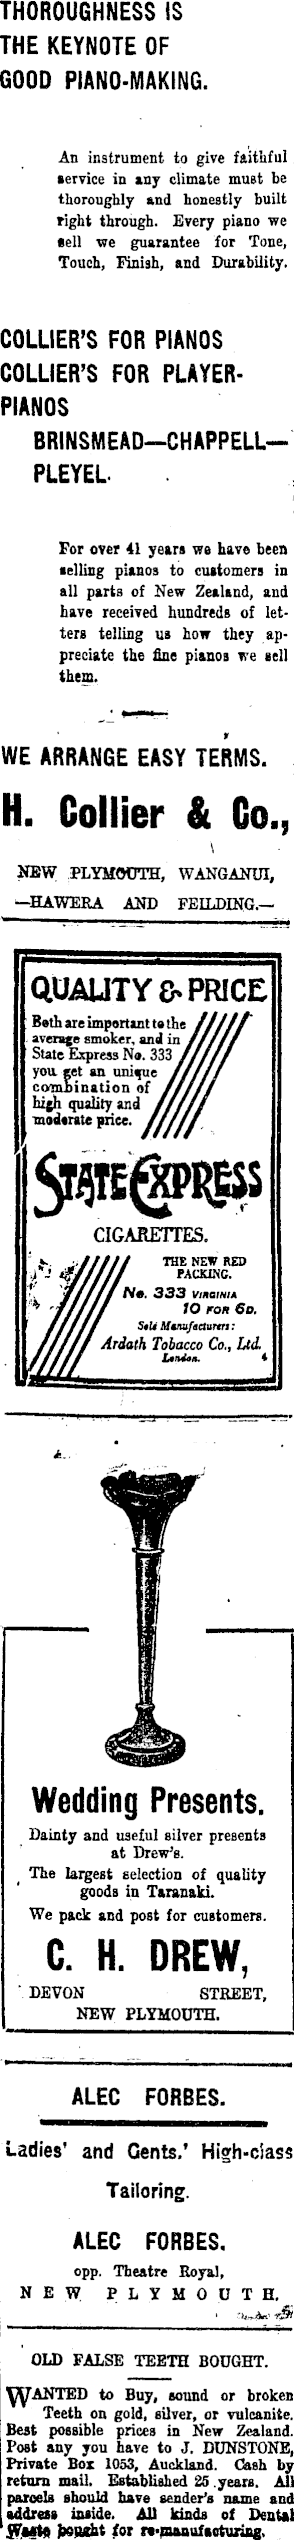 THOROUGHNESS IS
THE KEYNOTE OF
GOOD PIANO-MAKING.
An instrument to give faithful
service in any climate must be
thoroughly and honestly built
right through. Every piano we
sell we guarantee for Tone,
Touch, Finish, and Durability.
COLLIER'S FOR PIANOS
COLLIER'S FOR PLAYER-
PIANOS
BRINSMEAD—CHAPPELL—
PLEYEL.
For over 41 years we have been
selling pianos to customers in
all parts of New Zealand, and
have received hundreds of let-
ters telling us how they ap-
preciate the fine pianos we sell
them.
WE ARRANGE EASY TERMS.
H. Collier & Co.,
NEW PLYMOUTH, WANGANUI,
—HAWERA AND FEILDING.—
QUALITY & PRICE
Both are important to the
average smoker, and in
State Express No. 333
you get an unique
combination of
high quality and
moderate price.
STATE EXPRESS
CIGARETTES.
THE NEW RED
PACKING.
No. 333 VIRGINIA
10 FOR 6D.
Sole Manufacturers:
Ardath Tobacco Co., Ltd.
London. 4
Wedding Presents.
Dainty and useful silver presents
at Drew's.
The largest selection of quality
goods in Taranaki.
We pack and post for customers.
C. H. DREW,
DEVON STREET,
NEW PLYMOUTH.
ALEC FORBES.
Ladies' and Gents.' High-class
Tailoring.
ALEC FORBES.
opp. Theatre Royal,
NEW PLYMOUTH.
OLD FALSE TEETH BOUGHT.
WANTED to Buy, sound or broken
Teeth on gold, silver, or vulcanite.
Best possible prices in New Zealand.
Post any you have to J. DUNSTONE,
Private Box 1053, Auckland. Cash by
return mail. Established 25 years. All
parcels should have sender's name and
address inside. All kinds of Dental
Waste bought for re-manufacturing.